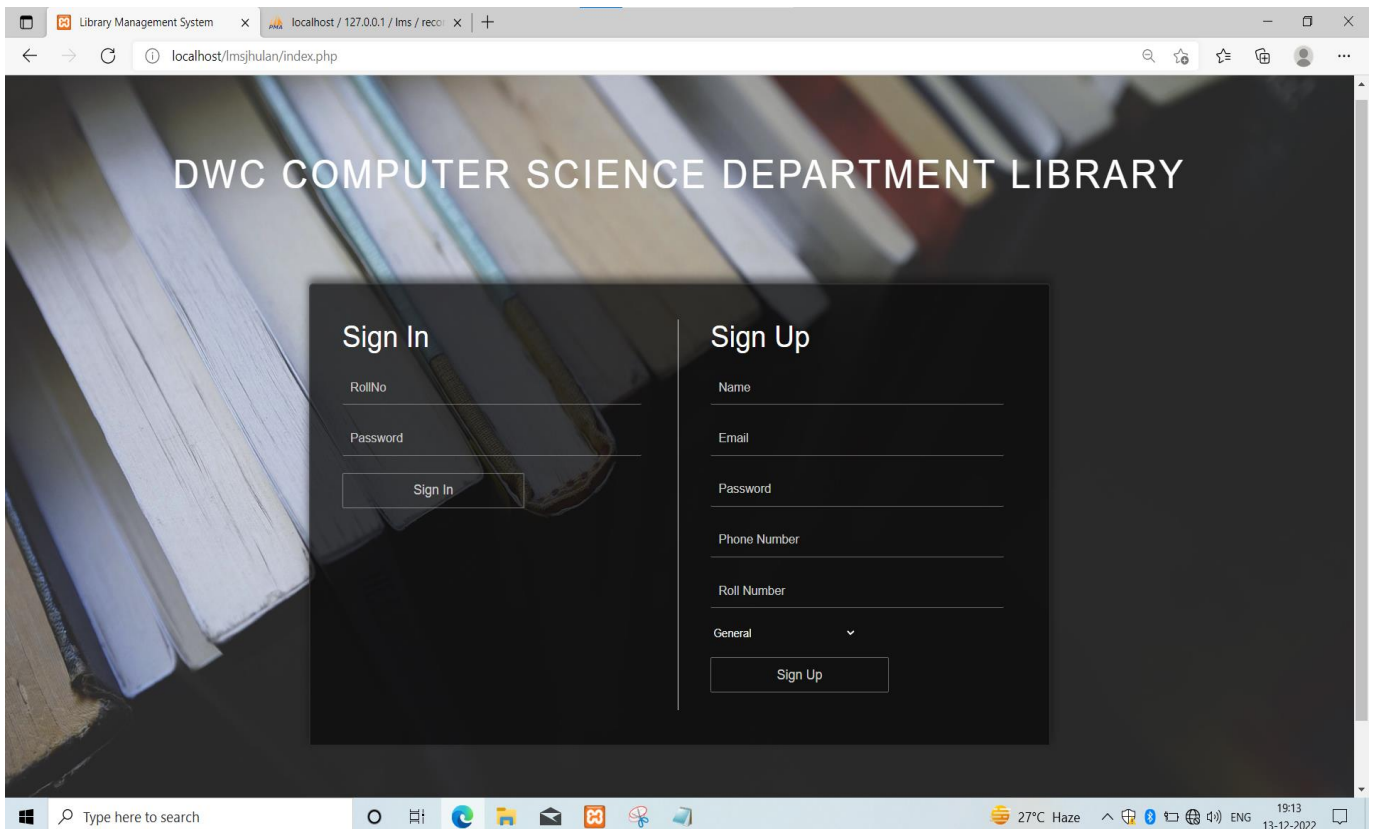 Library Management System
localhost / 127.0.0.1 / lms / recor
localhost/lmsjhulan/index.php
DWC COMPUTER SCIENCE DEPARTMENT LIBRARY
Sign In
RollNo
Password
Sign In
Sign Up
Name
Email
Password
Phone Number
Roll Number
General
Sign Up
Type here to search
27°C Haze
ENG
19:13
13-12-2022